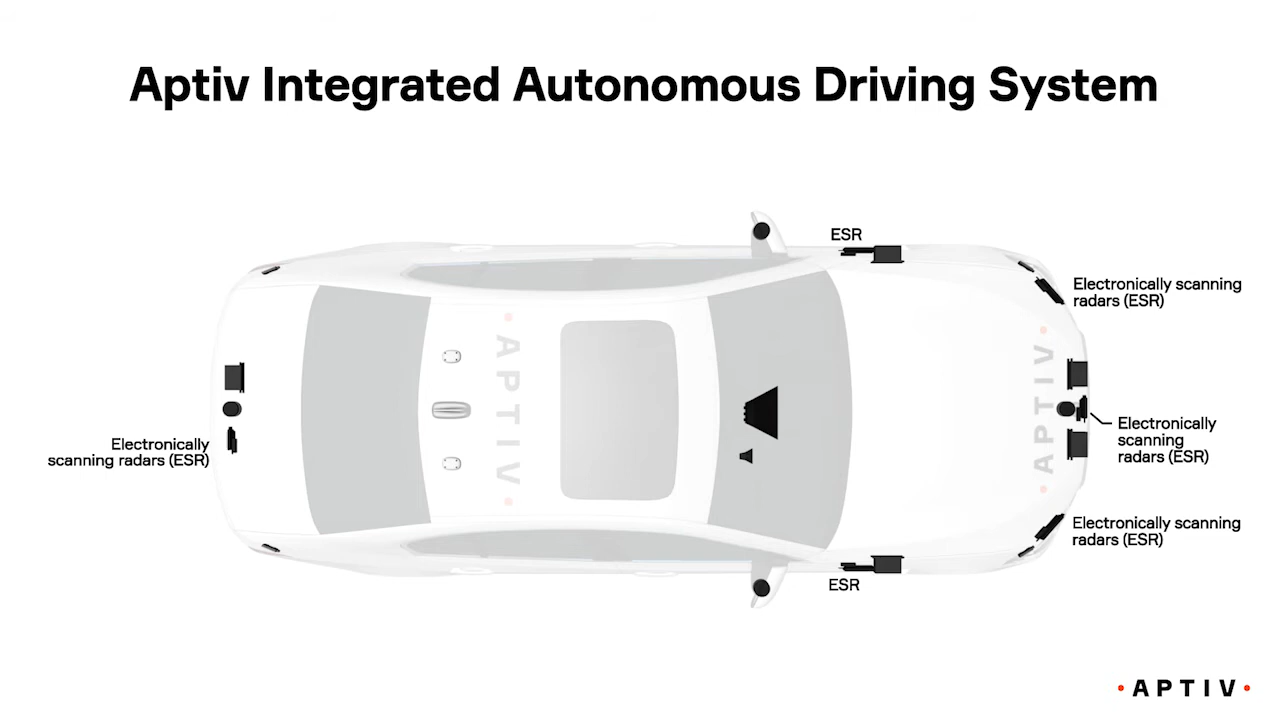 Aptiv Integrated Autonomous Driving System
ESR
Electronically scanning
radars (ESR)
APTIV
APTIV
Electronically
scanning
radars (ESR)
Electronically
scanning radars (ESR)
Electronically scanning
radars (ESR)
ESR
APTIV